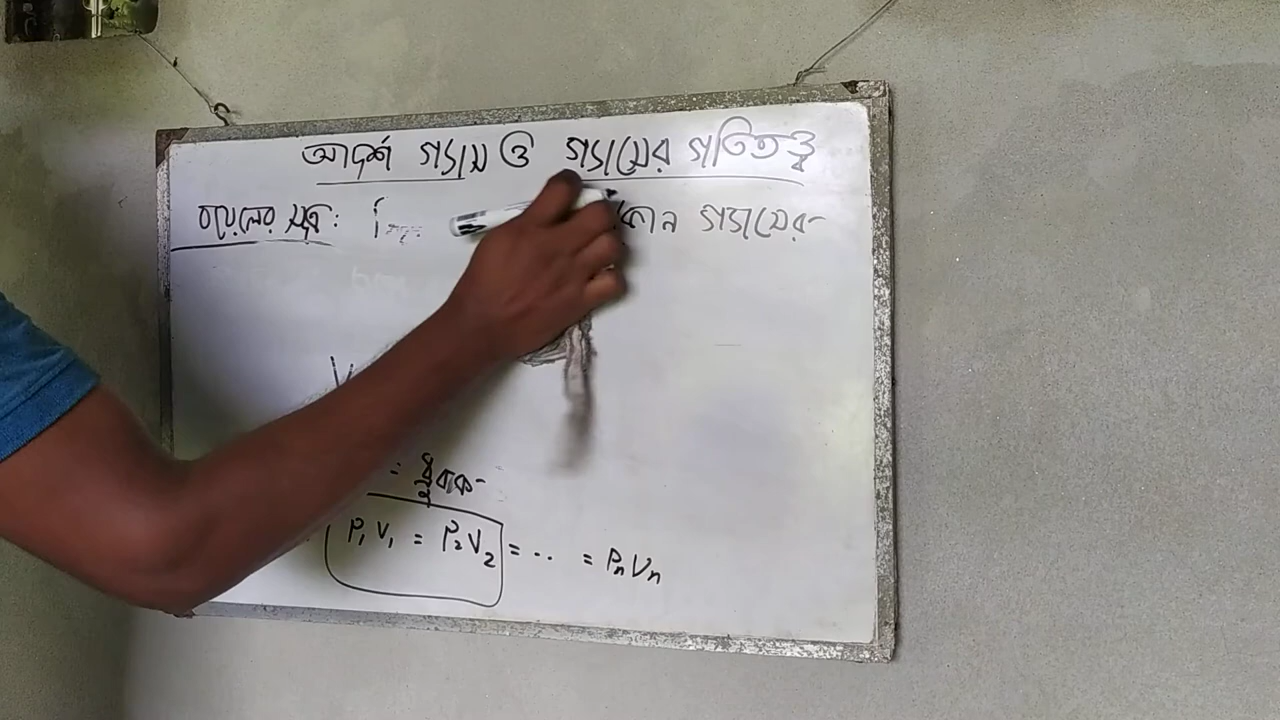 আদর্শ গ্যাস ও গ্যাসের গতিতত্ত্ব
বয়েলের সূত্র: কোন গ্যাসের
V
= ধ্রুবক
P₁V₁ = P₂V₂ = ·· = PₙVₙ